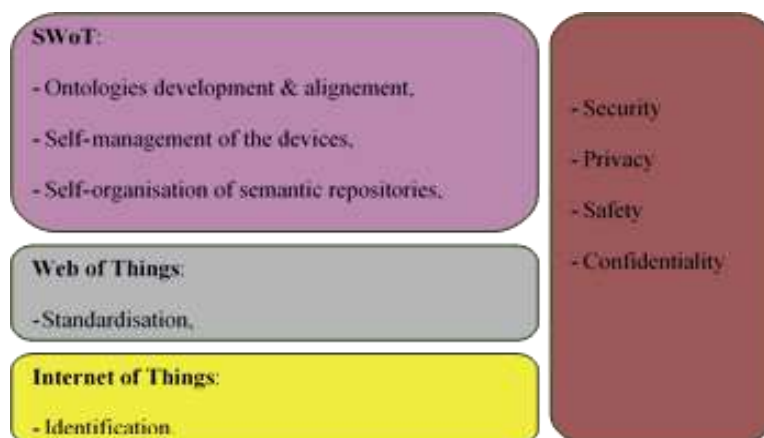 SWoT:
- Ontologies development & alignement,
- Self-management of the devices,
- Self-organisation of semantic repositories,
Web of Things:
-Standardisation,
Internet of Things:
- Identification
- Security
- Privacy
- Safety
- Confidentiality